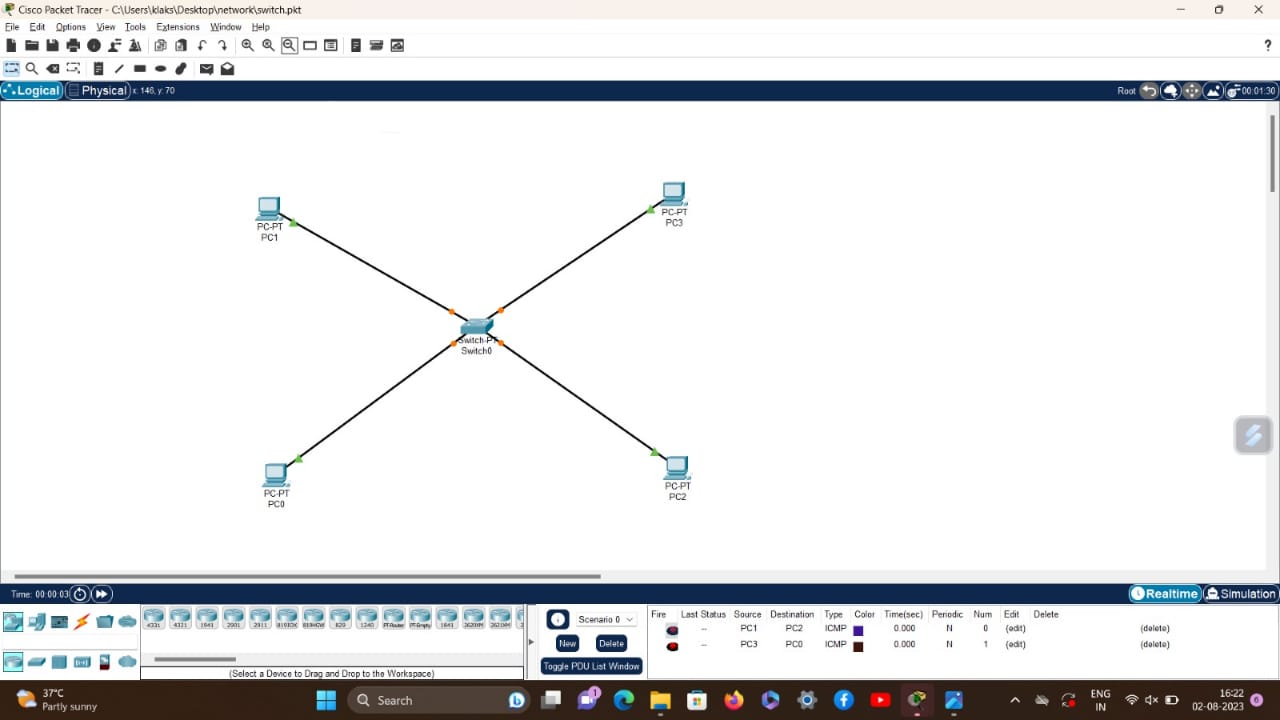 Cisco Packet Tracer - C:\Users\klaks\Desktop\network\switch.pkt
File Edit Options View Tools Extensions Window Help
?
Logical Physical x: 146, y: 70 Root 00:01:30
PC-PT
PC1
PC-PT
PC3
Switch-PT
Switch0
PC-PT
PC0
PC-PT
PC2
Time: 00:00:03 Realtime Simulation
4331 4321 1941 2901 2911 819IOX 819HGW 829 1240 PT-Router PT-Empty 1841 2620XM 2621XM
(Select a Device to Drag and Drop to the Workspace)
Scenario 0
New Delete
Toggle PDU List Window
Fire Last Status Source Destination Type Color Time(sec) Periodic Num Edit Delete
-- PC1 PC2 ICMP 0.000 N 0 (edit) (delete)
-- PC3 PC0 ICMP 0.000 N 1 (edit) (delete)
37°C
Partly sunny
Search
1
ENG
IN
16:22
02-08-2023
6